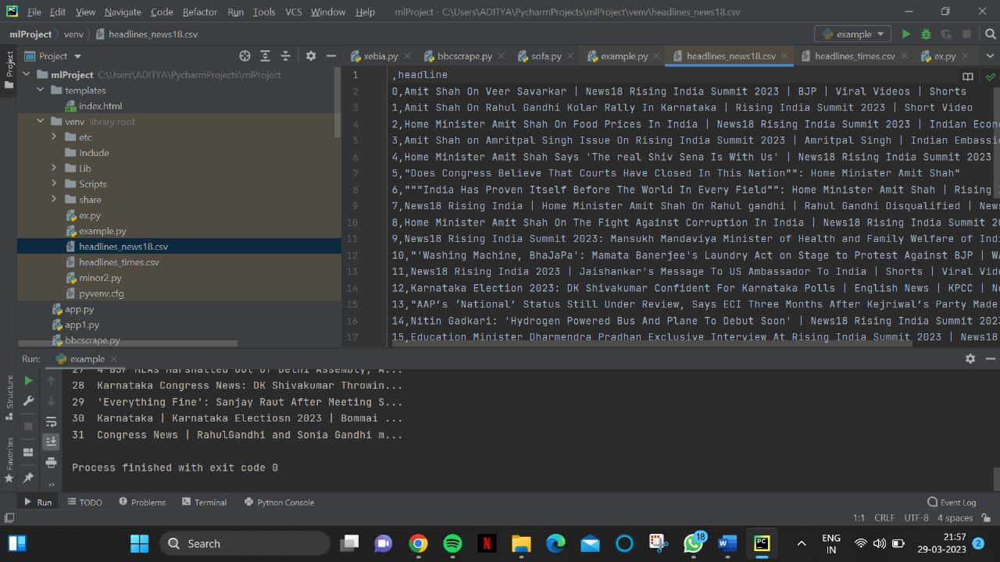 File Edit View Navigate Code Refactor Run Tools VCS Window Help mlProject - C:\Users\ADITYA\PycharmProjects\mlProject\venv\headlines_news18.csv
mlProject venv headlines_news18.csv example
Project xebia.py bbcscrape.py sofa.py example.py headlines_news18.csv headlines_times.csv ex.py
Project
mlProject C:\Users\ADITYA\PycharmProjects\mlProject
templates
index.html
venv library root
etc
Include
Lib
Scripts
share
ex.py
example.py
headlines_news18.csv
headlines_times.csv
minor2.py
pyvenv.cfg
app.py
app1.py
bbcscrape.py
1 ,headline
2 0,Amit Shah On Veer Savarkar | News18 Rising India Summit 2023 | BJP | Viral Videos | Shorts
3 1,Amit Shah On Rahul Gandhi Kolar Rally In Karnataka | Rising India Summit 2023 | Short Video
4 2,Home Minister Amit Shah On Food Prices In India | News18 Rising India Summit 2023 | Indian Econ
5 3,Amit Shah on Amritpal Singh Issue On Rising India Summit 2023 | Amritpal Singh | Indian Embassi
6 4,Home Minister Amit Shah Says 'The real Shiv Sena Is With Us' | News18 Rising India Summit 2023
7 5,"Does Congress Believe That Courts Have Closed In This Nation"": Home Minister Amit Shah"
8 6,"""India Has Proven Itself Before The World In Every Field"": Home Minister Amit Shah | Rising
9 7,News18 Rising India | Home Minister Amit Shah On Rahul gandhi | Rahul Gandhi Disqualified | News
10 8,Home Minister Amit Shah On The Fight Against Corruption In India | News18 Rising India Summit 20
11 9,News18 Rising India Summit 2023: Mansukh Mandaviya Minister of Health and Family Welfare of Ind
12 10,"'Washing Machine, BhaJaPa': Mamata Banerjee's Laundry Act on Stage to Protest Against BJP | WA
13 11,News18 Rising India 2023 | Jaishankar's Message To US Ambassador To India | Shorts | Viral Vid
14 12,Karnataka Election 2023: DK Shivakumar Confident For Karnataka Polls | English News | KPCC | Ne
15 13,"AAP's ‘National’ Status Still Under Review, Says ECI Three Months After Kejriwal’s Party Made
16 14,Nitin Gadkari: 'Hydrogen Powered Bus And Plane To Debut Soon' | News18 Rising India Summit 2023
17 15,Education Minister Dharmendra Pradhan Exclusive Interview At Rising India Summit 2023 | News18
Run: example
27 4 BJP MLAs Marshalled Out of Delhi Assembly, A...
28 Karnataka Congress News: DK Shivakumar Throwin...
29 'Everything Fine': Sanjay Raut After Meeting S...
30 Karnataka | Karnataka Electiosn 2023 | Bommai ...
31 Congress News | RahulGandhi and Sonia Gandhi m...
Process finished with exit code 0
Structure
Favorites
Run TODO Problems Terminal Python Console Event Log
1:1 CRLF UTF-8 4 spaces
Search 18 ENG IN 21:57 29-03-2023 2